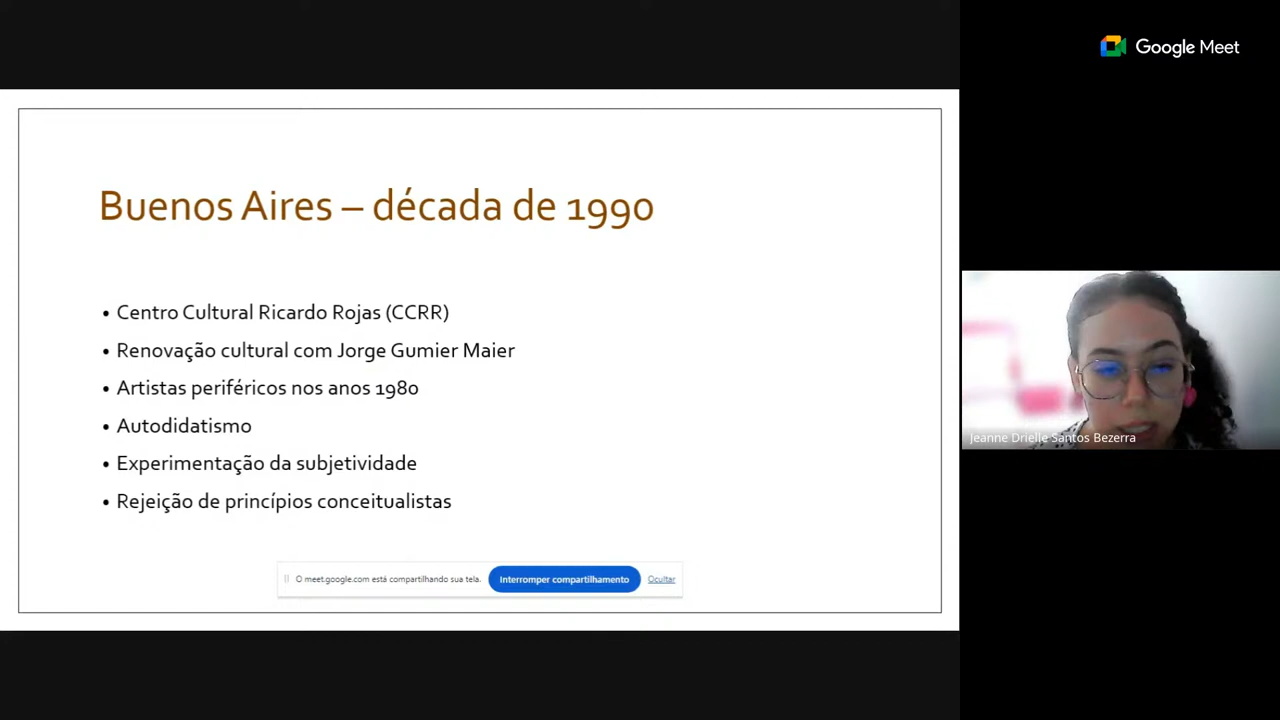 Google Meet
Buenos Aires – década de 1990
• Centro Cultural Ricardo Rojas (CCRR)
• Renovação cultural com Jorge Gumier Maier
• Artistas periféricos nos anos 1980
• Autodidatismo
• Experimentação da subjetividade
• Rejeição de princípios conceitualistas
O meet.google.com está compartilhando sua tela. Interromper compartilhamento Ocultar
Jeanne Drielle Santos Bezerra